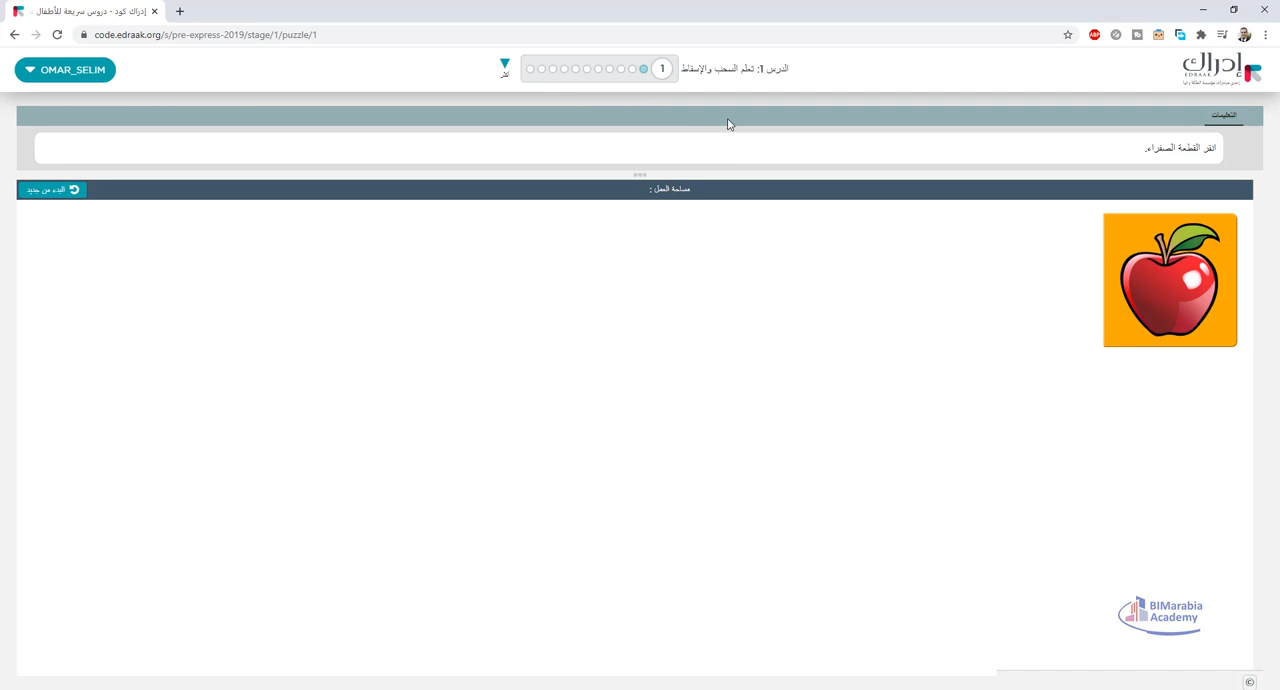 إدراك كود - دروس سريعة للأطفال
code.edraak.org/s/pre-express-2019/stage/1/puzzle/1
ABP
إدراك
EDRAAK
الدرس 1: تعلم السحب والإسقاط
1
أكثر
OMAR_SELIM
التعليمات
انقر القطعة الصفراء.
مساحة العمل :
البدء من جديد
BIMarabia
Academy
©